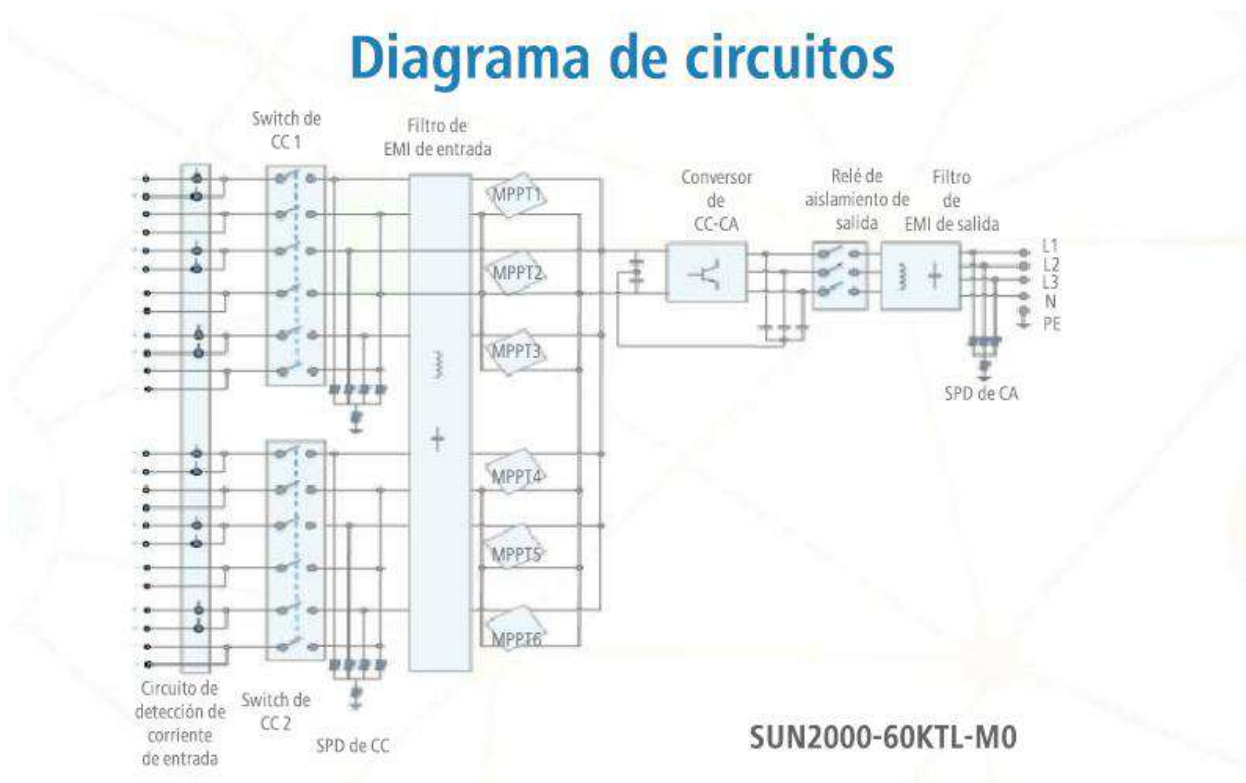 Diagrama de circuitos
Switch de
CC 1
Filtro de
EMI de entrada
Conversor
de
CC-CA
Relé de
aislamiento de
salida
Filtro
de
EMI de salida
MPPT1
MPPT2
MPPT3
MPPT4
MPPT5
MPPT6
L1
L2
L3
N
PE
SPD de CA
Circuito de
detección de
corriente
de entrada
Switch de
CC 2
SPD de CC
SUN2000-60KTL-M0